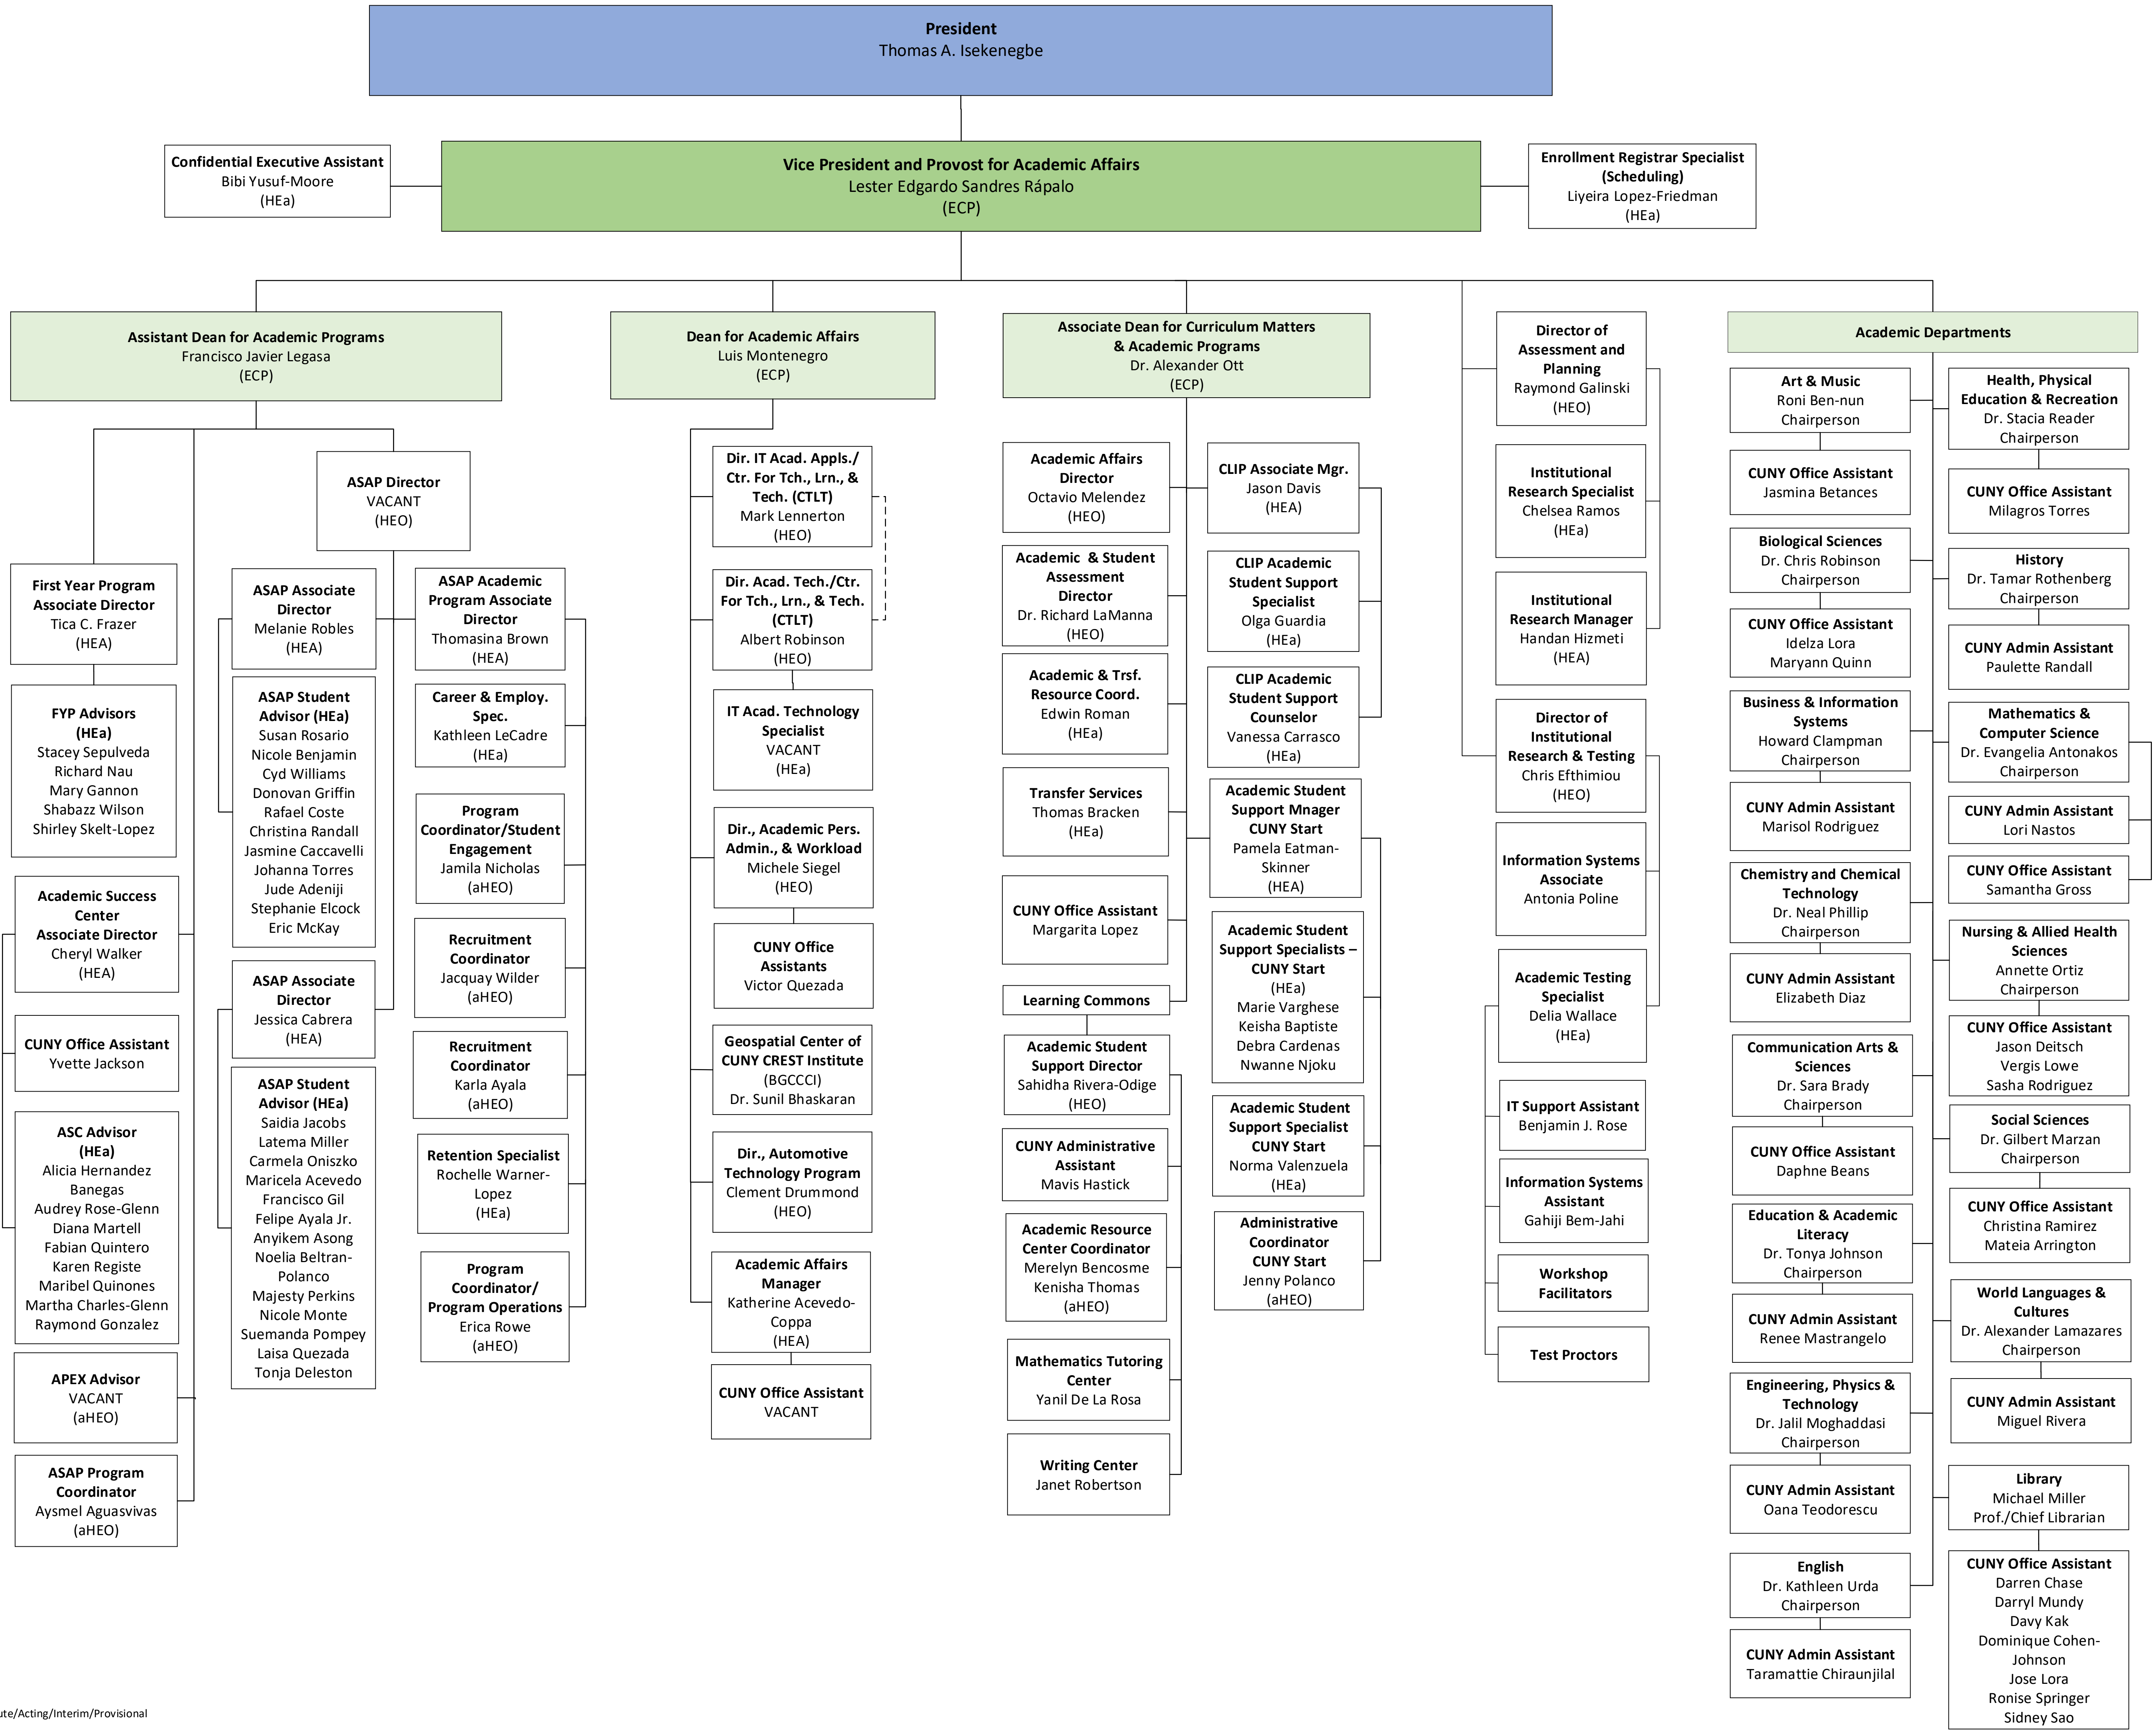 President
Thomas A. Isekenegbe
Confidential Executive Assistant
Bibi Yusuf-Moore
(HEa)
Vice President and Provost for Academic Affairs
Lester Edgardo Sandres Rápalo
(ECP)
Enrollment Registrar Specialist
(Scheduling)
Liyeira Lopez-Friedman
(HEa)
Assistant Dean for Academic Programs
Francisco Javier Legasa
(ECP)
ASAP Director
VACANT
(HEO)
First Year Program
Associate Director
Tica C. Frazer
(HEA)
FYP Advisors
(HEa)
Stacey Sepulveda
Richard Nau
Mary Gannon
Shabazz Wilson
Shirley Skelt-Lopez
Academic Success
Center
Associate Director
Cheryl Walker
(HEA)
CUNY Office Assistant
Yvette Jackson
ASC Advisor
(HEa)
Alicia Hernandez
Banegas
Audrey Rose-Glenn
Diana Martell
Fabian Quintero
Karen Registe
Maribel Quinones
Martha Charles-Glenn
Raymond Gonzalez
APEX Advisor
VACANT
(aHEO)
ASAP Program
Coordinator
Aysmel Aguasvivas
(aHEO)
ASAP Associate
Director
Melanie Robles
(HEA)
ASAP Student
Advisor (HEa)
Susan Rosario
Nicole Benjamin
Cyd Williams
Donovan Griffin
Rafael Coste
Christina Randall
Jasmine Caccavelli
Johanna Torres
Jude Adeniji
Stephanie Elcock
Eric McKay
ASAP Associate
Director
Jessica Cabrera
(HEA)
ASAP Student
Advisor (HEa)
Saidia Jacobs
Latema Miller
Carmela Oniszko
Maricela Acevedo
Francisco Gil
Felipe Ayala Jr.
Anyikem Asong
Noelia Beltran-
Polanco
Majesty Perkins
Nicole Monte
Suemanda Pompey
Laisa Quezada
Tonja Deleston
ASAP Academic
Program Associate
Director
Thomasina Brown
(HEA)
Career & Employ.
Spec.
Kathleen LeCadre
(HEa)
Program
Coordinator/Student
Engagement
Jamila Nicholas
(aHEO)
Recruitment
Coordinator
Jacquay Wilder
(aHEO)
Recruitment
Coordinator
Karla Ayala
(aHEO)
Retention Specialist
Rochelle Warner-
Lopez
(HEa)
Program
Coordinator/
Program Operations
Erica Rowe
(aHEO)
Dean for Academic Affairs
Luis Montenegro
(ECP)
Dir. IT Acad. Appls./
Ctr. For Tch., Lrn., &
Tech. (CTLT)
Mark Lennerton
(HEO)
Dir. Acad. Tech./Ctr.
For Tch., Lrn., & Tech.
(CTLT)
Albert Robinson
(HEO)
IT Acad. Technology
Specialist
VACANT
(HEa)
Dir., Academic Pers.
Admin., & Workload
Michele Siegel
(HEO)
CUNY Office
Assistants
Victor Quezada
Geospatial Center of
CUNY CREST Institute
(BGCCCI)
Dr. Sunil Bhaskaran
Dir., Automotive
Technology Program
Clement Drummond
(HEO)
Academic Affairs
Manager
Katherine Acevedo-
Coppa
(HEA)
CUNY Office Assistant
VACANT
Associate Dean for Curriculum Matters
& Academic Programs
Dr. Alexander Ott
(ECP)
Academic Affairs
Director
Octavio Melendez
(HEO)
Academic & Student
Assessment
Director
Dr. Richard LaManna
(HEO)
Academic & Trsf.
Resource Coord.
Edwin Roman
(HEa)
Transfer Services
Thomas Bracken
(HEa)
CUNY Office Assistant
Margarita Lopez
Learning Commons
Academic Student
Support Director
Sahidha Rivera-Odige
(HEO)
CUNY Administrative
Assistant
Mavis Hastick
Academic Resource
Center Coordinator
Merelyn Bencosme
Kenisha Thomas
(aHEO)
Mathematics Tutoring
Center
Yanil De La Rosa
Writing Center
Janet Robertson
CLIP Associate Mgr.
Jason Davis
(HEA)
CLIP Academic
Student Support
Specialist
Olga Guardia
(HEa)
CLIP Academic
Student Support
Counselor
Vanessa Carrasco
(HEa)
Academic Student
Support Mnager
CUNY Start
Pamela Eatman-
Skinner
(HEA)
Academic Student
Support Specialists –
CUNY Start
(HEa)
Marie Varghese
Keisha Baptiste
Debra Cardenas
Nwanne Njoku
Academic Student
Support Specialist
CUNY Start
Norma Valenzuela
(HEa)
Administrative
Coordinator
CUNY Start
Jenny Polanco
(aHEO)
Director of
Assessment and
Planning
Raymond Galinski
(HEO)
Institutional
Research Specialist
Chelsea Ramos
(HEa)
Institutional
Research Manager
Handan Hizmeti
(HEA)
Director of
Institutional
Research & Testing
Chris Efthimiou
(HEO)
Information Systems
Associate
Antonia Poline
Academic Testing
Specialist
Delia Wallace
(HEa)
IT Support Assistant
Benjamin J. Rose
Information Systems
Assistant
Gahiji Bem-Jahi
Workshop
Facilitators
Test Proctors
Academic Departments
Art & Music
Roni Ben-nun
Chairperson
CUNY Office Assistant
Jasmina Betances
Biological Sciences
Dr. Chris Robinson
Chairperson
CUNY Office Assistant
Idelza Lora
Maryann Quinn
Business & Information
Systems
Howard Clampman
Chairperson
CUNY Admin Assistant
Marisol Rodriguez
Chemistry and Chemical
Technology
Dr. Neal Phillip
Chairperson
CUNY Admin Assistant
Elizabeth Diaz
Communication Arts &
Sciences
Dr. Sara Brady
Chairperson
CUNY Office Assistant
Daphne Beans
Education & Academic
Literacy
Dr. Tonya Johnson
Chairperson
CUNY Admin Assistant
Renee Mastrangelo
Engineering, Physics &
Technology
Dr. Jalil Moghaddasi
Chairperson
CUNY Admin Assistant
Oana Teodorescu
English
Dr. Kathleen Urda
Chairperson
CUNY Admin Assistant
Taramattie Chiraunjilal
Health, Physical
Education & Recreation
Dr. Stacia Reader
Chairperson
CUNY Office Assistant
Milagros Torres
History
Dr. Tamar Rothenberg
Chairperson
CUNY Admin Assistant
Paulette Randall
Mathematics &
Computer Science
Dr. Evangelia Antonakos
Chairperson
CUNY Admin Assistant
Lori Nastos
CUNY Office Assistant
Samantha Gross
Nursing & Allied Health
Sciences
Annette Ortiz
Chairperson
CUNY Office Assistant
Jason Deitsch
Vergis Lowe
Sasha Rodriguez
Social Sciences
Dr. Gilbert Marzan
Chairperson
CUNY Office Assistant
Christina Ramirez
Mateia Arrington
World Languages &
Cultures
Dr. Alexander Lamazares
Chairperson
CUNY Admin Assistant
Miguel Rivera
Library
Michael Miller
Prof./Chief Librarian
CUNY Office Assistant
Darren Chase
Darryl Mundy
Davy Kak
Dominique Cohen-
Johnson
Jose Lora
Ronise Springer
Sidney Sao
ute/Acting/Interim/Provisional